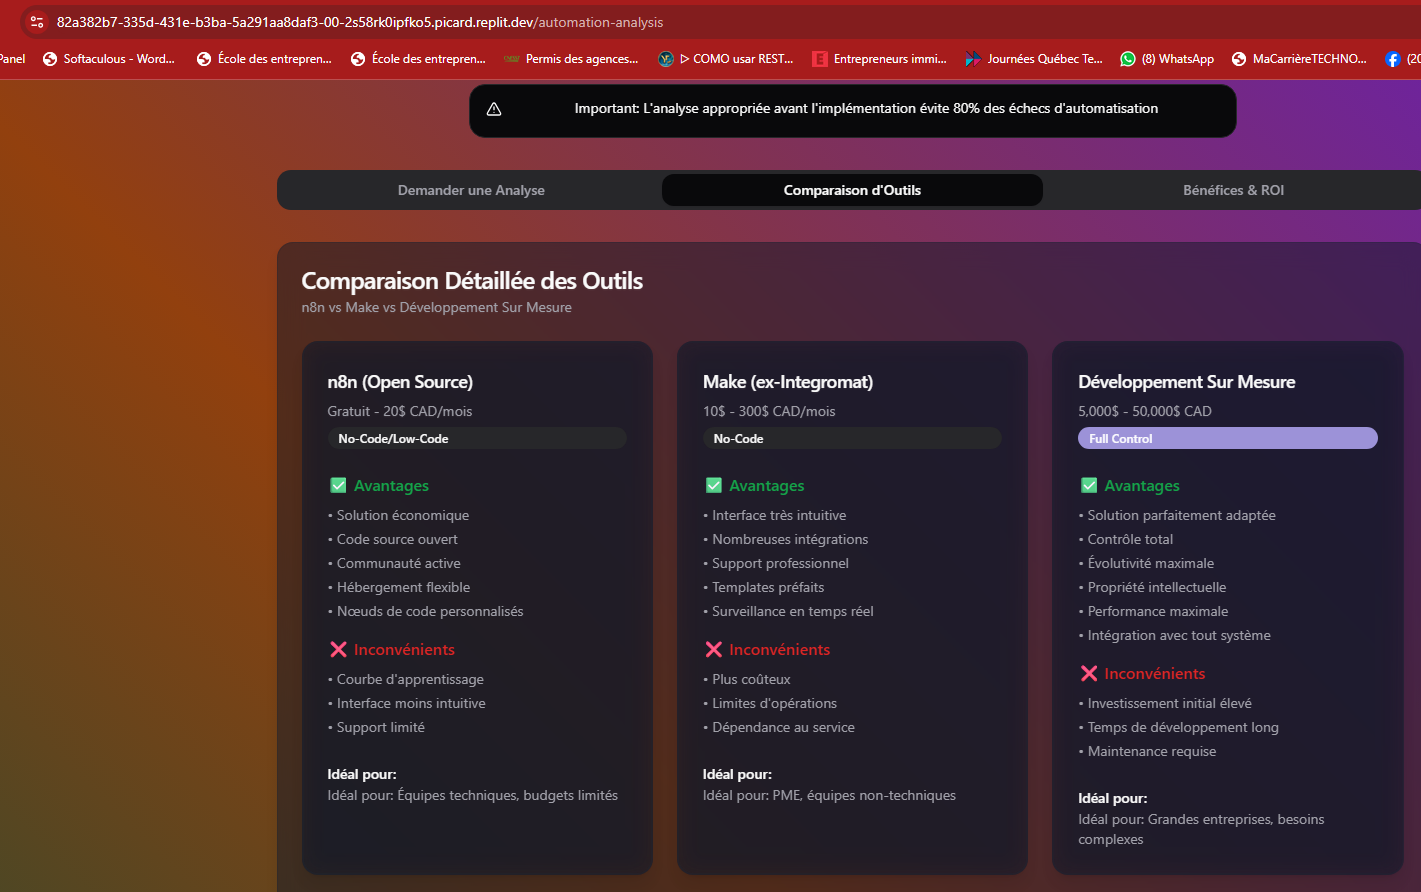 82a382b7-335d-431e-b3ba-5a291aa8daf3-00-2s58rk0ipfko5.picard.replit.dev/automation-analysis
Panel Softaculous - Word... École des entrepren... École des entrepren... Permis des agences... ▷ COMO usar REST... Entrepreneurs immi... Journées Québec Te... (8) WhatsApp MaCarrièreTECHNO... (20
Important: L'analyse appropriée avant l'implémentation évite 80% des échecs d'automatisation
Demander une Analyse Comparaison d'Outils Bénéfices & ROI
Comparaison Détaillée des Outils
n8n vs Make vs Développement Sur Mesure
n8n (Open Source)
Gratuit - 20$ CAD/mois
No-Code/Low-Code
✅ Avantages
• Solution économique
• Code source ouvert
• Communauté active
• Hébergement flexible
• Nœuds de code personnalisés
❌ Inconvénients
• Courbe d'apprentissage
• Interface moins intuitive
• Support limité
Idéal pour:
Idéal pour: Équipes techniques, budgets limités
Make (ex-Integromat)
10$ - 300$ CAD/mois
No-Code
✅ Avantages
• Interface très intuitive
• Nombreuses intégrations
• Support professionnel
• Templates préfaits
• Surveillance en temps réel
❌ Inconvénients
• Plus coûteux
• Limites d'opérations
• Dépendance au service
Idéal pour:
Idéal pour: PME, équipes non-techniques
Développement Sur Mesure
5,000$ - 50,000$ CAD
Full Control
✅ Avantages
• Solution parfaitement adaptée
• Contrôle total
• Évolutivité maximale
• Propriété intellectuelle
• Performance maximale
• Intégration avec tout système
❌ Inconvénients
• Investissement initial élevé
• Temps de développement long
• Maintenance requise
Idéal pour:
Idéal pour: Grandes entreprises, besoins
complexes